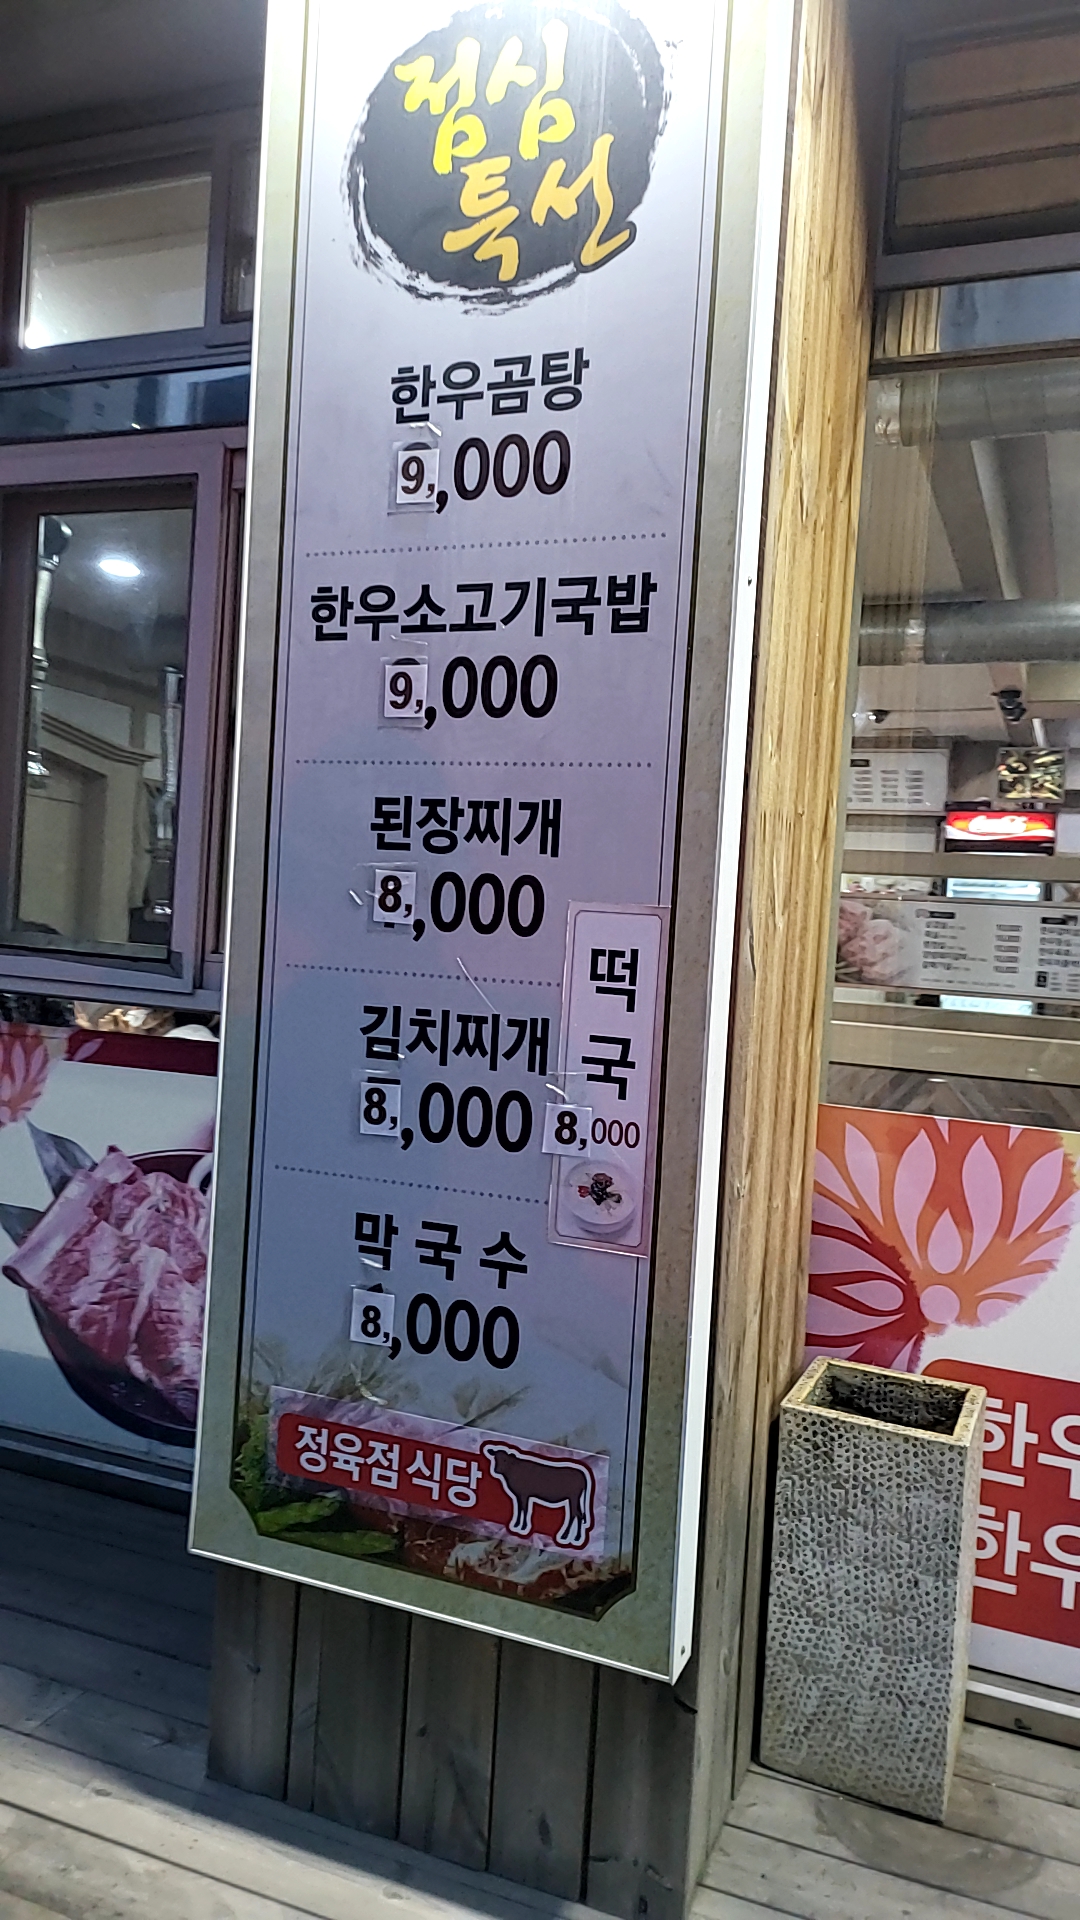 점심
특선
한우곰탕
9,,000
한우소고기국밥
9,,000
된장찌개
8,,000
김치찌개
8,,000
떡
국
8,000
막국수
8,,000
정육점식당
Coca-Cola
한우
한우